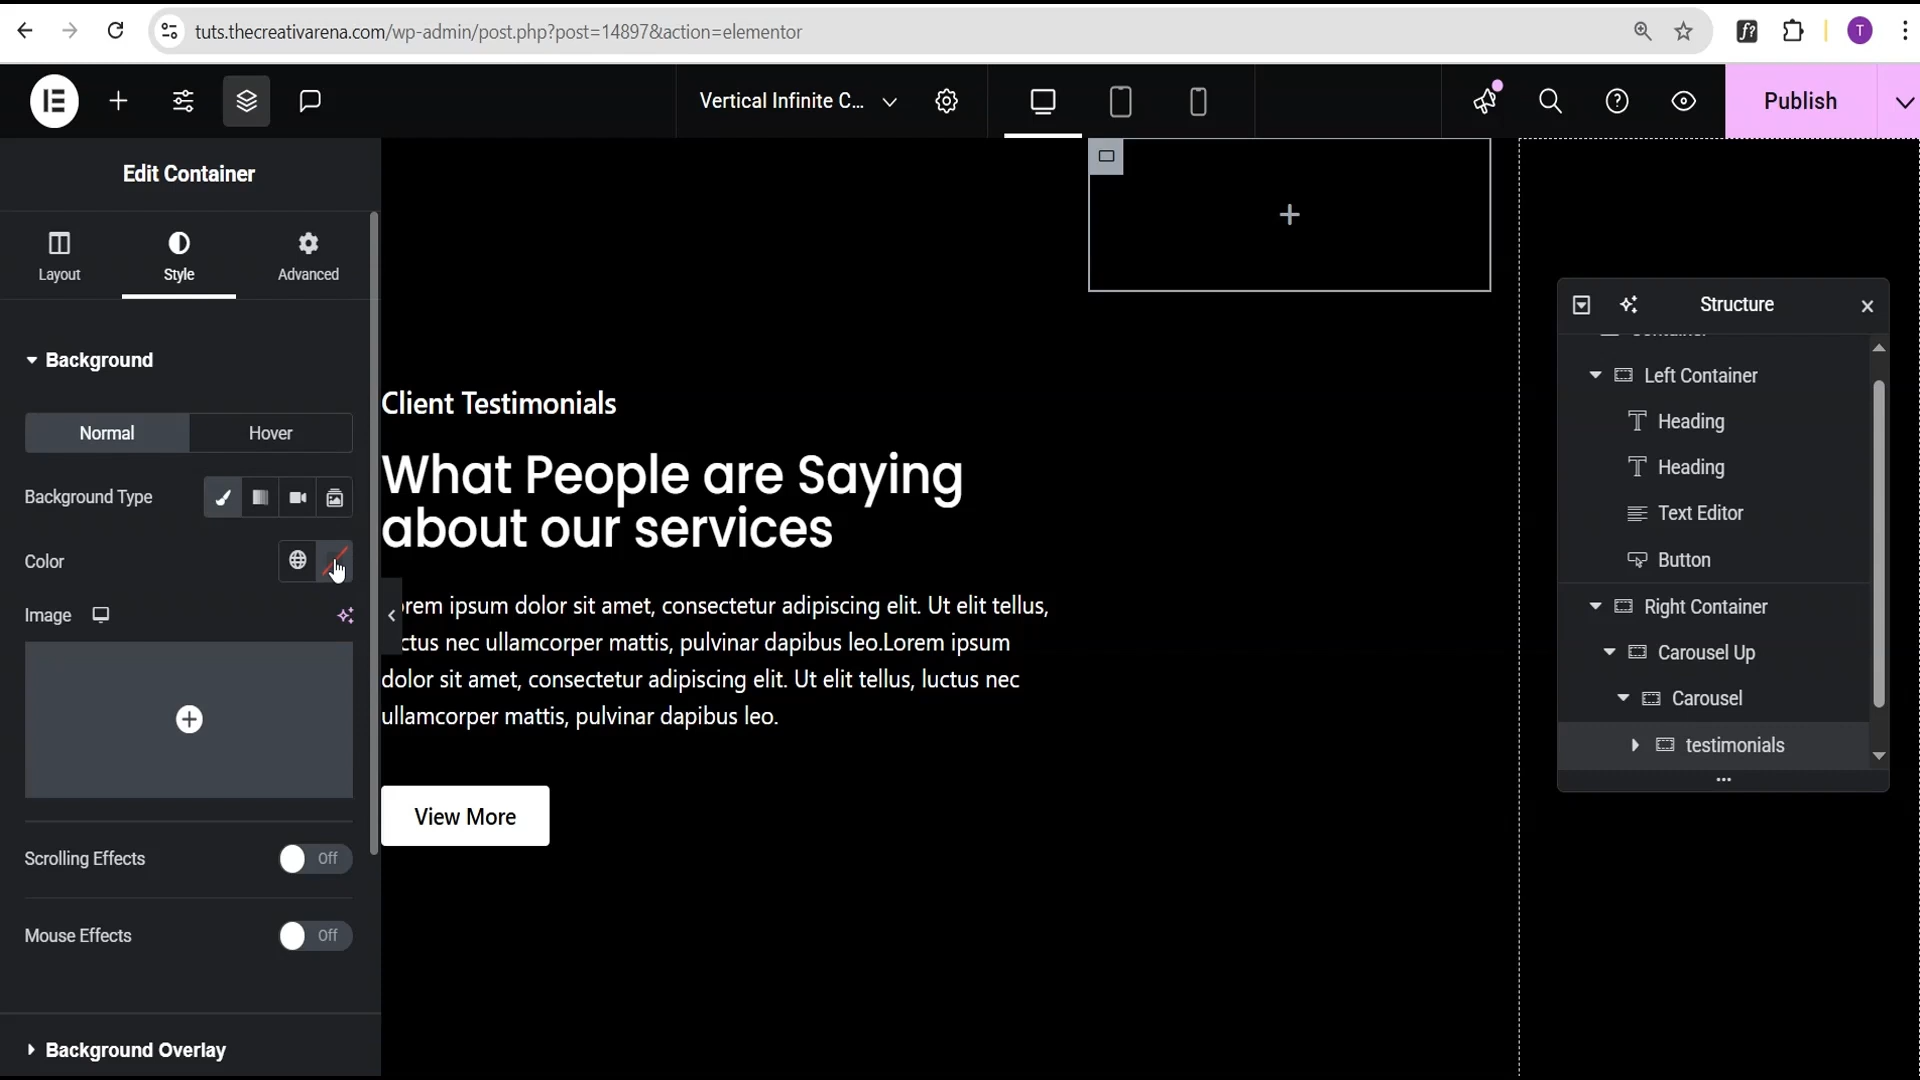 tuts.thecreativarena.com/wp-admin/post.php?post=14897&action=elementor
f?
T
Vertical Infinite C...
Publish
Edit Container
Layout
Style
Advanced
Background
Normal
Hover
Background Type
Color
Image
Scrolling Effects
Off
Mouse Effects
Off
Background Overlay
Client Testimonials
What People are Saying
about our services
orem ipsum dolor sit amet, consectetur adipiscing elit. Ut elit tellus,
ctus nec ullamcorper mattis, pulvinar dapibus leo.Lorem ipsum
dolor sit amet, consectetur adipiscing elit. Ut elit tellus, luctus nec
ullamcorper mattis, pulvinar dapibus leo.
View More
Structure
Left Container
Heading
Heading
Text Editor
Button
Right Container
Carousel Up
Carousel
testimonials